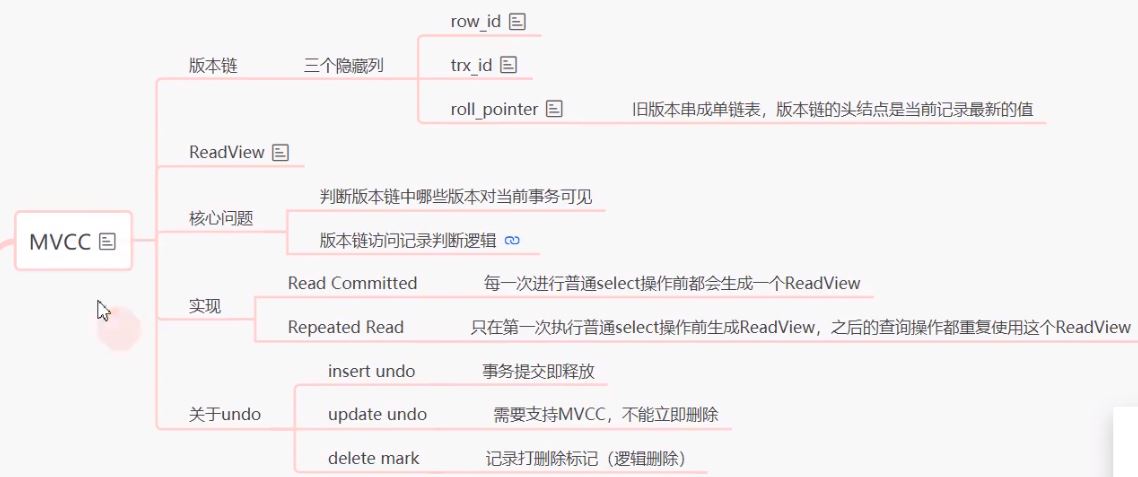 MVCC
版本链
三个隐藏列
row_id
trx_id
roll_pointer
旧版本串成单链表，版本链的头结点是当前记录最新的值
ReadView
核心问题
判断版本链中哪些版本对当前事务可见
版本链访问记录判断逻辑
实现
Read Committed
每一次进行普通select操作前都会生成一个ReadView
Repeated Read
只在第一次执行普通select操作前生成ReadView，之后的查询操作都重复使用这个ReadView
关于undo
insert undo
事务提交即释放
update undo
需要支持MVCC，不能立即删除
delete mark
记录打删除标记（逻辑删除）